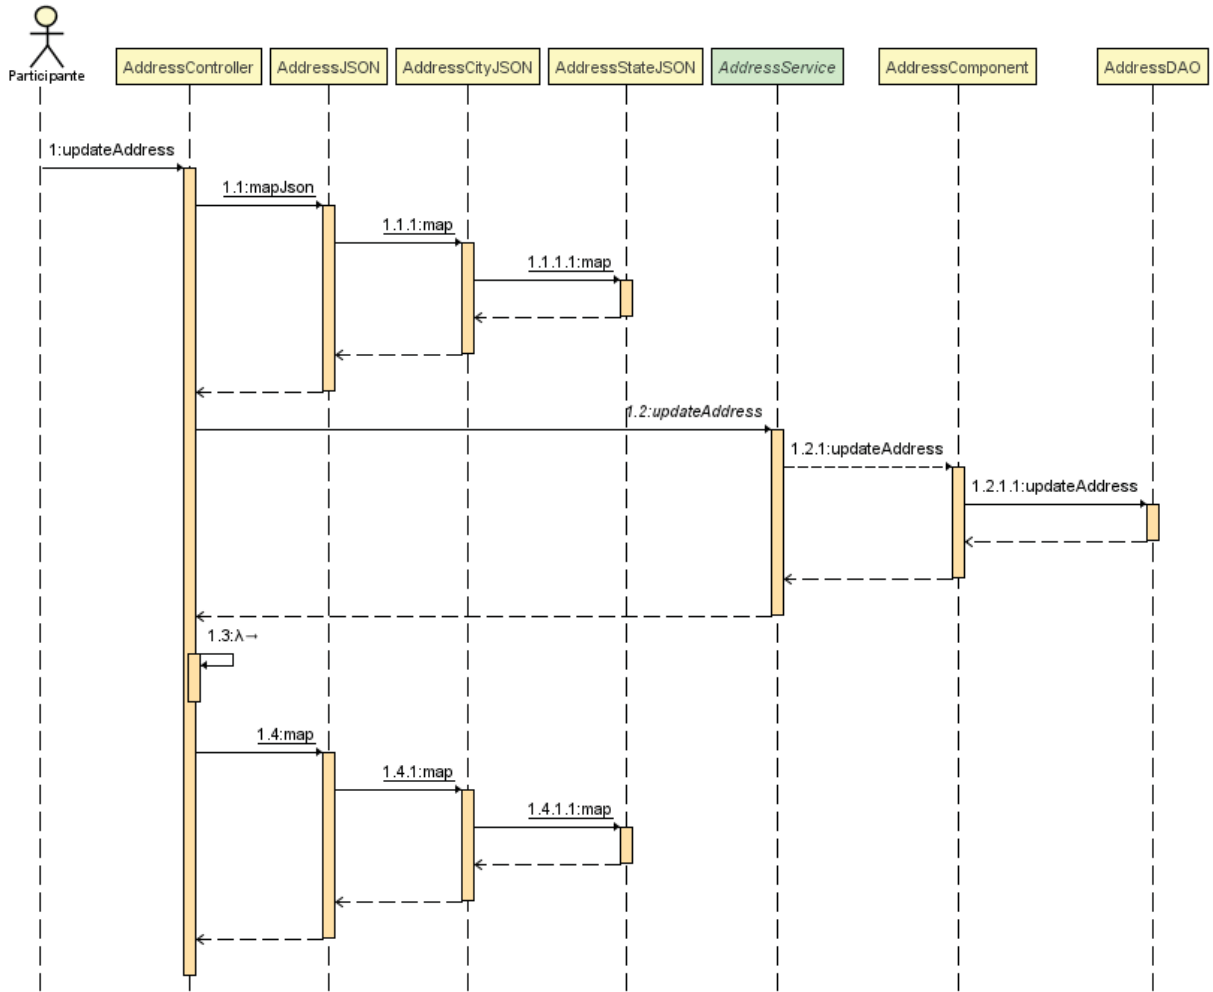 Participante
AddressController
AddressJSON
AddressCityJSON
AddressStateJSON
AddressService
AddressComponent
AddressDAO
1:updateAddress
1.1:mapJson
1.1.1:map
1.1.1.1:map
1.2:updateAddress
1.2.1:updateAddress
1.2.1.1:updateAddress
1.3:λ→
1.4:map
1.4.1:map
1.4.1.1:map